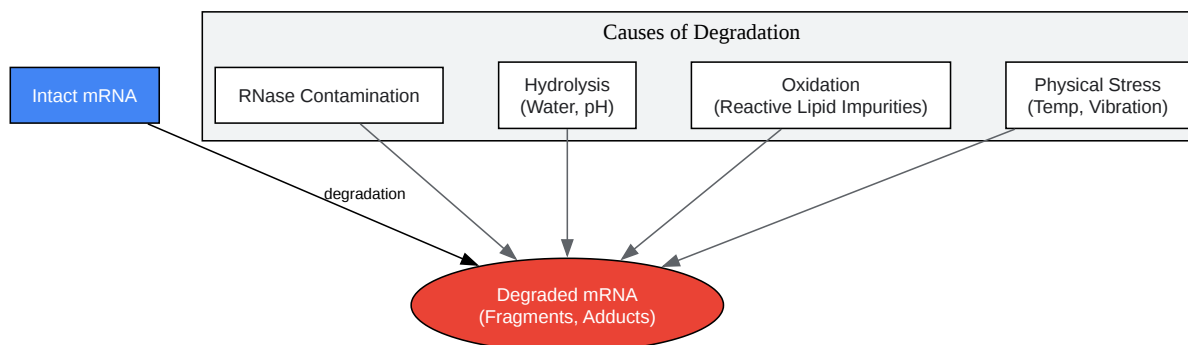 Causes of Degradation
Intact mRNA
RNase Contamination
Hydrolysis
(Water, pH)
Oxidation
(Reactive Lipid Impurities)
Physical Stress
(Temp, Vibration)
degradation
Degraded mRNA
(Fragments, Adducts)